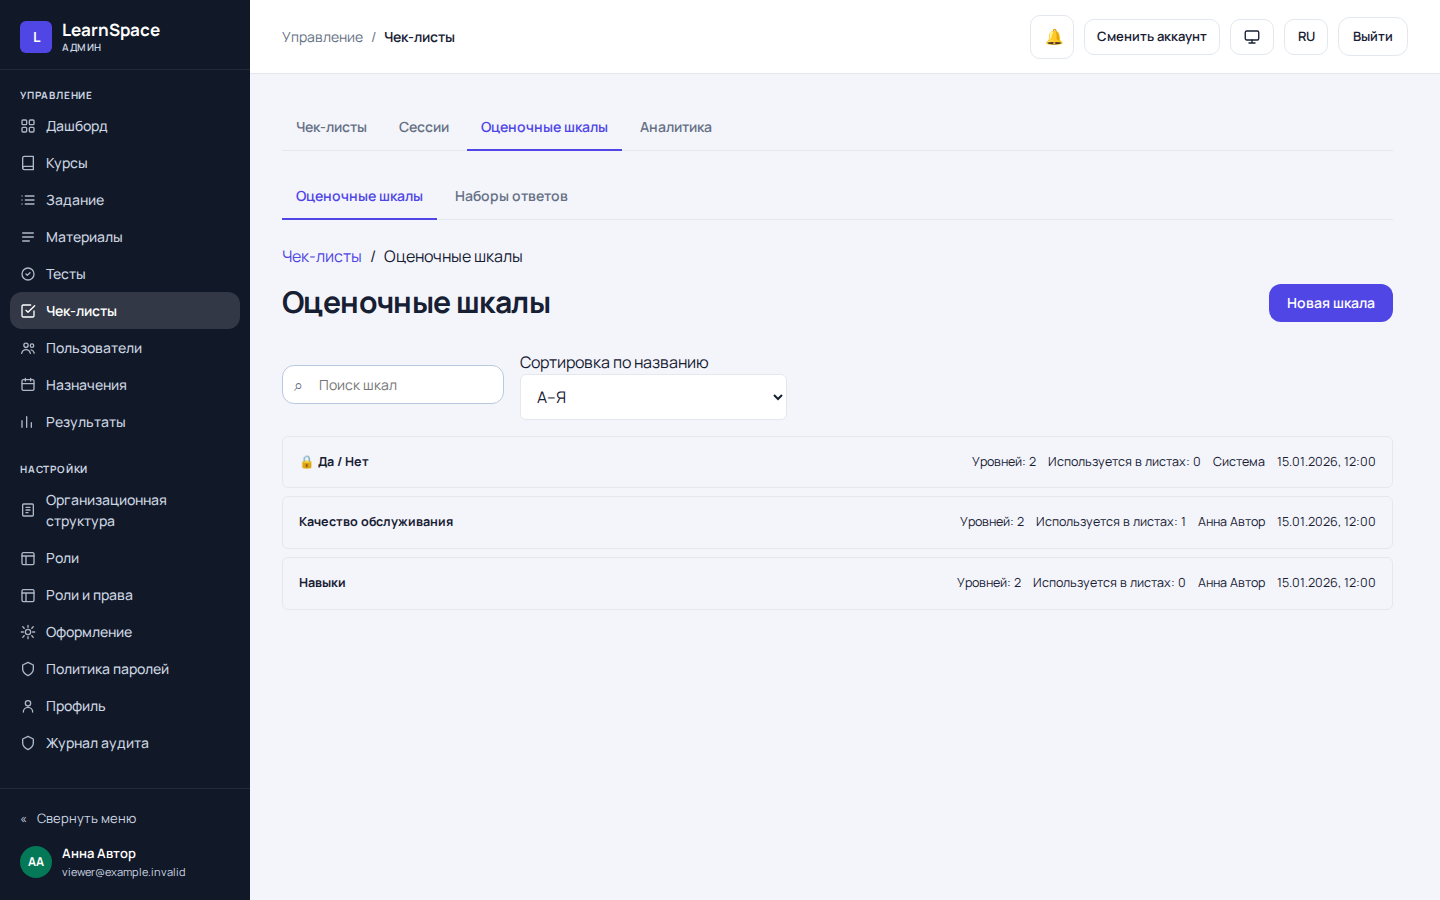 L
LearnSpace
АДМИН
УПРАВЛЕНИЕ
Дашборд
Курсы
Задание
Материалы
Тесты
Чек-листы
Пользователи
Назначения
Результаты
НАСТРОЙКИ
Организационная
структура
Роли
Роли и права
Оформление
Политика паролей
Профиль
Журнал аудита
« Свернуть меню
АА
Анна Автор
viewer@example.invalid
Управление / Чек-листы
Сменить аккаунт
RU
Выйти
Чек-листы Сессии Оценочные шкалы Аналитика
Оценочные шкалы Наборы ответов
Чек-листы / Оценочные шкалы
Оценочные шкалы
Новая шкала
Поиск шкал
Сортировка по названию
А–Я
Да / Нет Уровней: 2 Используется в листах: 0 Система 15.01.2026, 12:00
Качество обслуживания Уровней: 2 Используется в листах: 1 Анна Автор 15.01.2026, 12:00
Навыки Уровней: 2 Используется в листах: 0 Анна Автор 15.01.2026, 12:00